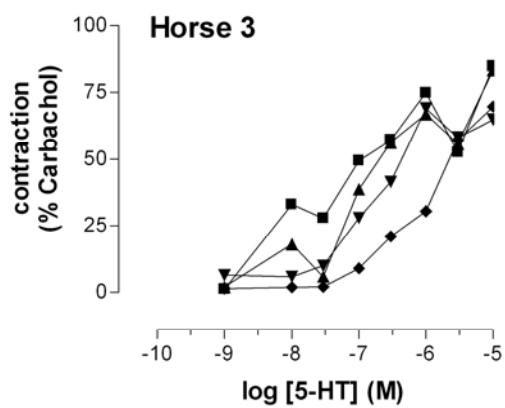 Horse 3
contraction
(% Carbachol)
100
75
50
25
0
-10 -9 -8 -7 -6 -5
log [5-HT] (M)